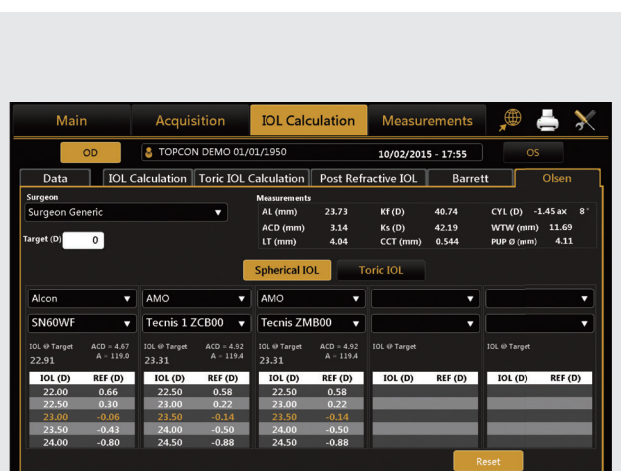 Main Acquisition IOL Calculation Measurements
OD TOPCON DEMO 01/01/1950 10/02/2015 - 17:55 OS
Data IOL Calculation Toric IOL Calculation Post Refractive IOL Barrett Olsen
Surgeon Measurements
Surgeon Generic AL (mm) 23.73 Kf (D) 40.74 CYL (D) -1.45 ax 8°
ACD (mm) 3.14 Ks (D) 42.19 WTW (mm) 11.69
Target (D) 0 LT (mm) 4.04 CCT (mm) 0.544 PUP Ø (mm) 4.11
Spherical IOL Toric IOL
Alcon AMO AMO
SN60WF Tecnis 1 ZCB00 Tecnis ZMB00
IOL @ Target ACD = 4.67 IOL @ Target ACD = 4.92 IOL @ Target ACD = 4.92 IOL @ Target IOL @ Target
22.91 A = 119.0 23.31 A = 119.4 23.31 A = 119.4
IOL (D) REF (D) IOL (D) REF (D) IOL (D) REF (D) IOL (D) REF (D) IOL (D) REF (D)
22.00 0.66 22.50 0.58 22.50 0.58
22.50 0.30 23.00 0.22 23.00 0.22
23.00 -0.06 23.50 -0.14 23.50 -0.14
23.50 -0.43 24.00 -0.50 24.00 -0.50
24.00 -0.80 24.50 -0.88 24.50 -0.88
Reset